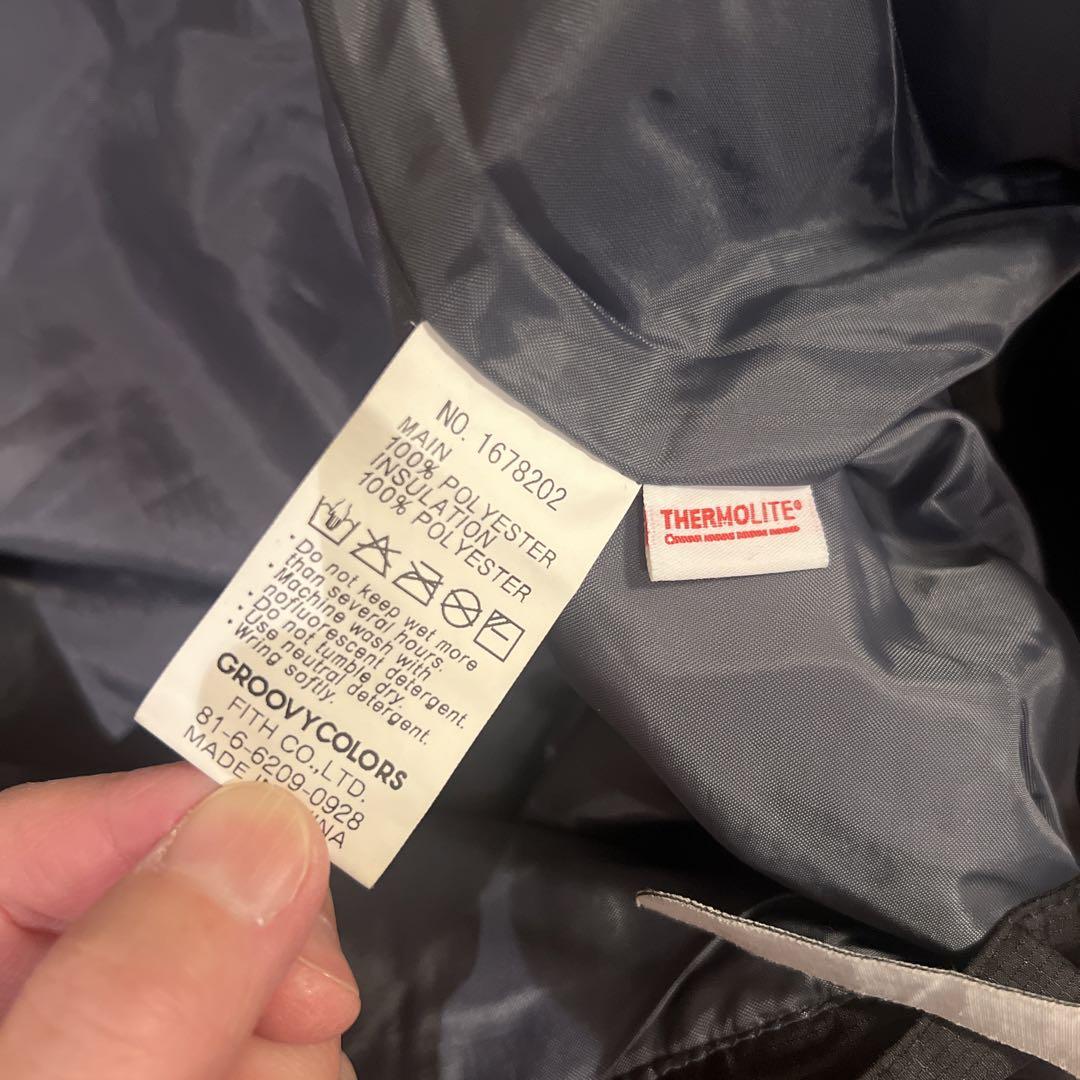 NO. 1678202
MAIN
100% POLYESTER
INSULATION
100% POLYESTER
・Do not keep wet more
than several hours.
・Machine wash with
nofluorescent detergent.
・Do not tumble dry.
・Use neutral detergent.
・Wring softly.
GROOVYCOLORS
FITH CO.,LTD.
81-6-6209-0928
MADE
THERMOLITE®